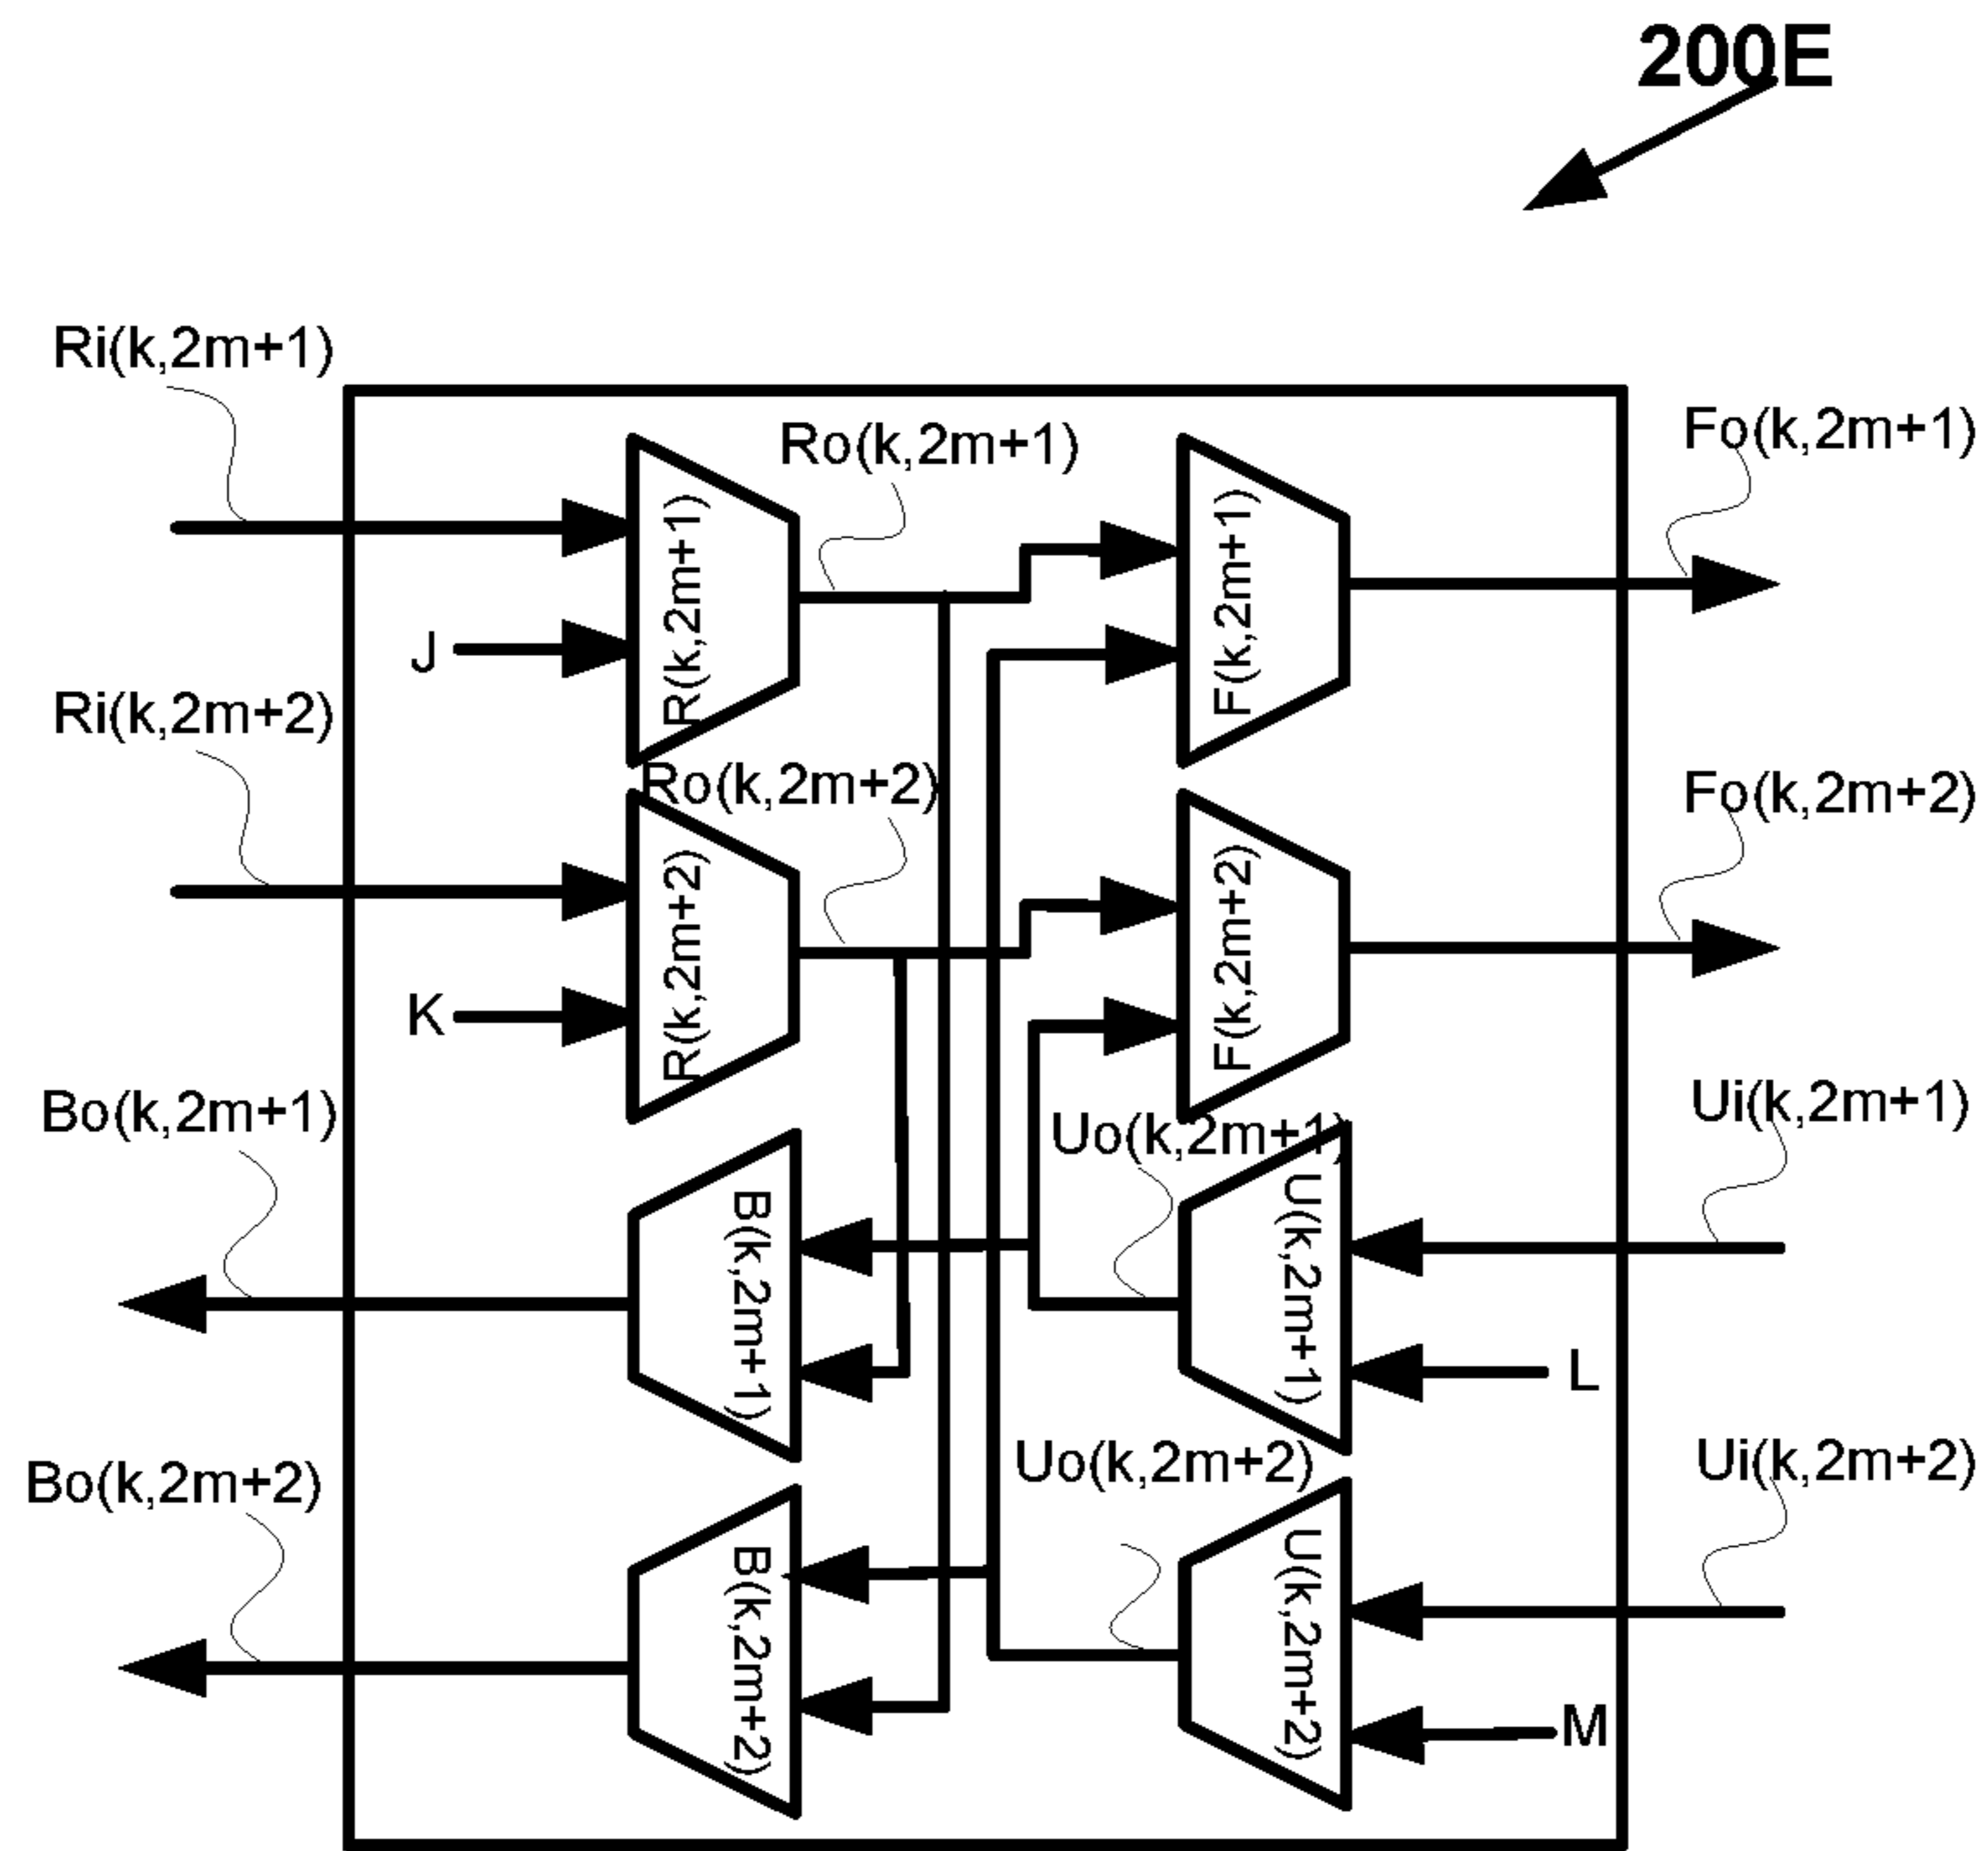 200E
Ri(k,2m+1)
Fo(k,2m+1)
Ro(k,2m+1)
R(k,2m+1)
F(k,2m+1)
J
Ri(k,2m+2)
Ro(k,2m+2)
Fo(k,2m+2)
R(k,2m+2)
F(k,2m+2)
K
Bo(k,2m+1)
Uo(k,2m+1)
Ui(k,2m+1)
B(k,2m+1)
U(k,2m+1)
L
Bo(k,2m+2)
Uo(k,2m+2)
Ui(k,2m+2)
B(k,2m+2)
U(k,2m+2)
M